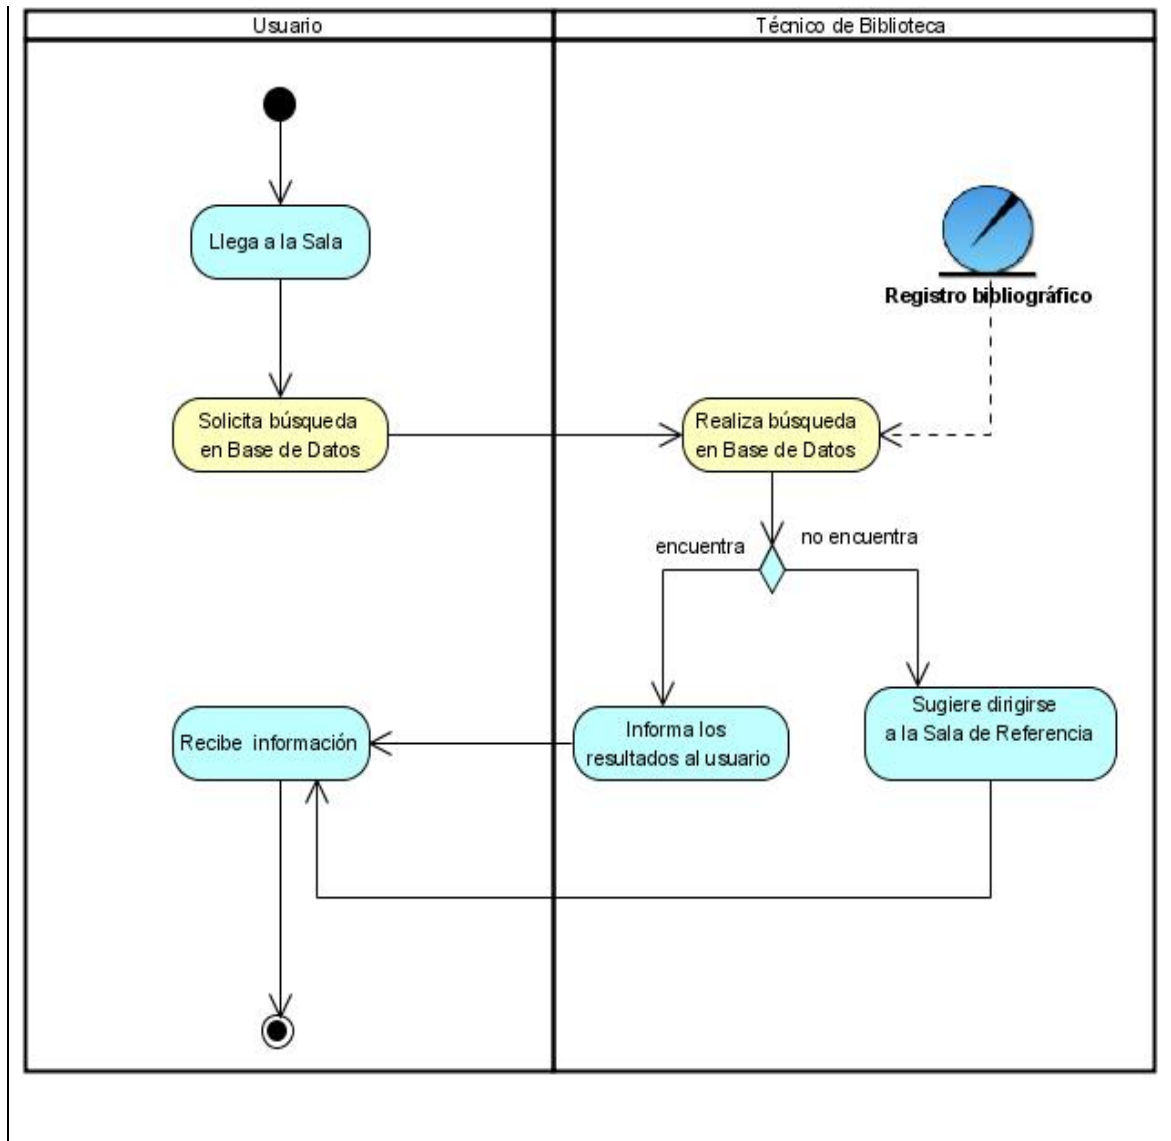 Usuario
Técnico de Biblioteca
Llega a la Sala
Registro bibliográfico
Solicita búsqueda
en Base de Datos
Realiza búsqueda
en Base de Datos
encuentra
no encuentra
Recibe información
Informa los
resultados al usuario
Sugiere dirigirse
a la Sala de Referencia